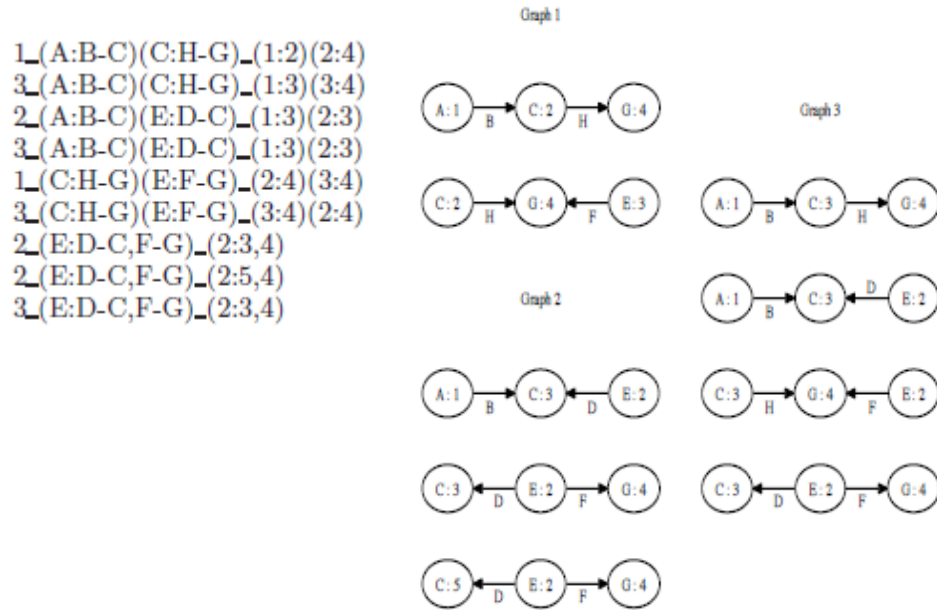 1_(A:B-C)(C:H-G)_(1:2)(2:4)
3_(A:B-C)(C:H-G)_(1:3)(3:4)
2_(A:B-C)(E:D-C)_(1:3)(2:3)
3_(A:B-C)(E:D-C)_(1:3)(2:3)
1_(C:H-G)(E:F-G)_(2:4)(3:4)
3_(C:H-G)(E:F-G)_(3:4)(2:4)
2_(E:D-C,F-G)_(2:3,4)
2_(E:D-C,F-G)_(2:5,4)
3_(E:D-C,F-G)_(2:3,4)
Graph 1
A:1 B C:2 H G:4
C:2 H G:4 F E:3
Graph 2
A:1 B C:3 D E:2
C:3 D E:2 F G:4
C:5 D E:2 F G:4
Graph 3
A:1 B C:3 H G:4
A:1 B C:3 D E:2
C:3 H G:4 F E:2
C:3 D E:2 F G:4